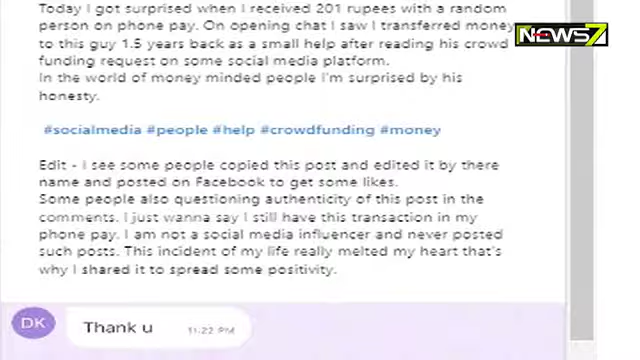 Today I got surprised when I received 201 rupees with a random
person on phone pay. On opening chat I saw I transferred money
to this guy 1.5 years back as a small help after reading his crowd
funding request on some social media platform.
In the world of money minded people I'm surprised by his
honesty.
#socialmedia #people #help #crowdfunding #money
Edit - I see some people copied this post and edited it by there
name and posted on Facebook to get some likes.
Some people also questioning authenticity of this post in the
comments. I just wanna say I still have this transaction in my
phone pay. I am not a social media influencer and never posted
such posts. This incident of my life really melted my heart that's
why I shared it to spread some positivity.
DK
Thank u
11:22 PM
NEWS7